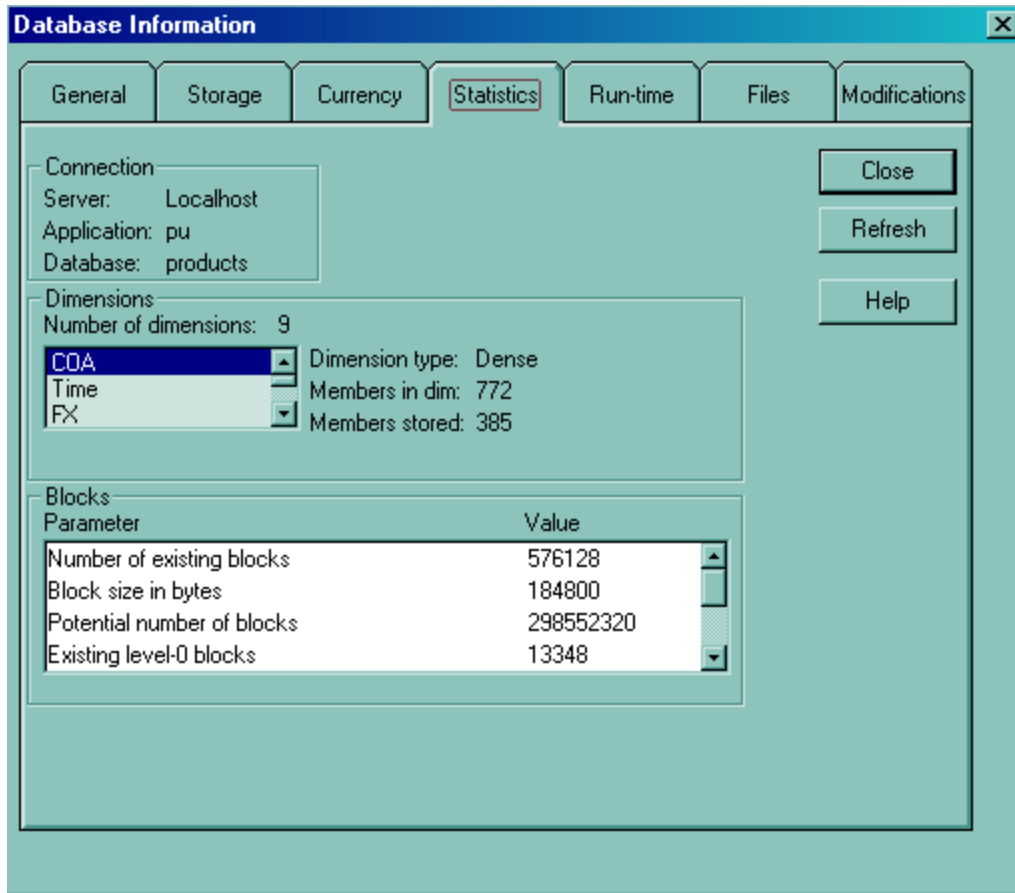 Database Information
General Storage Currency Statistics Run-time Files Modifications
Connection
Server: Localhost
Application: pu
Database: products
Close
Refresh
Help
Dimensions
Number of dimensions: 9
COA
Time
FX
Dimension type: Dense
Members in dim: 772
Members stored: 385
Blocks
Parameter Value
Number of existing blocks 576128
Block size in bytes 184800
Potential number of blocks 298552320
Existing level-0 blocks 13348